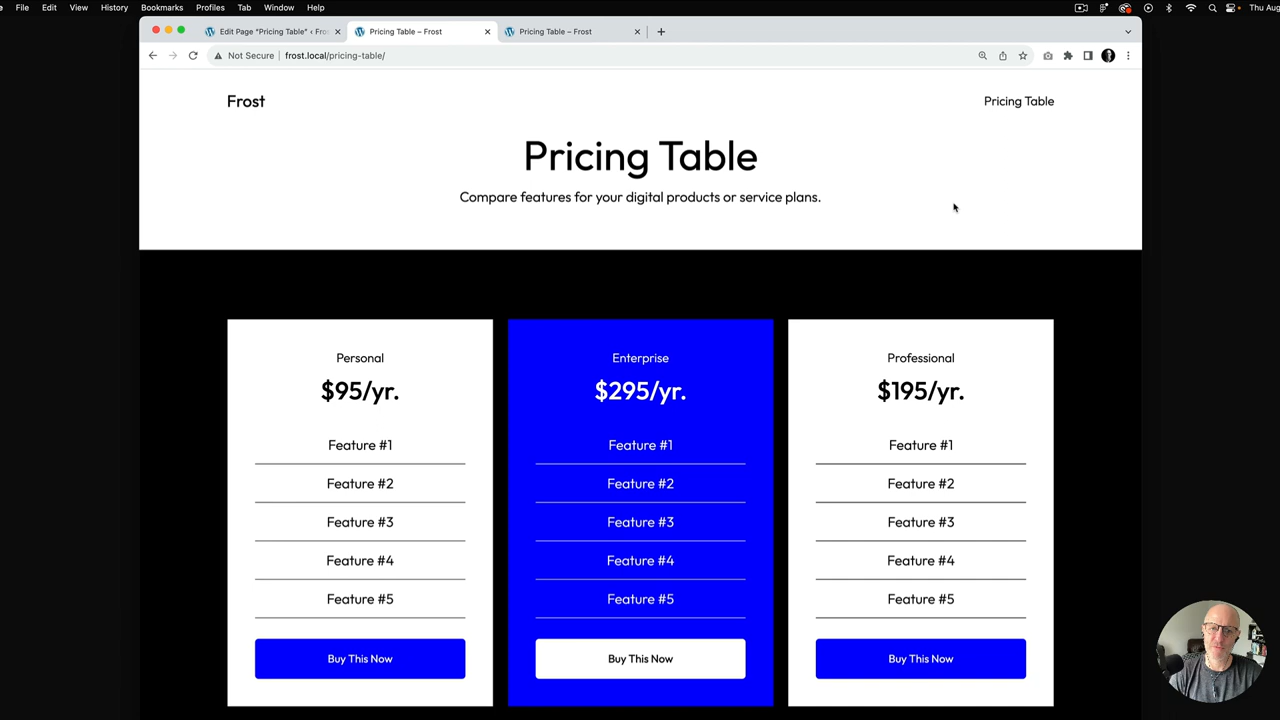 File Edit View History Bookmarks Profiles Tab Window Help Thu Aug
Edit Page "Pricing Table" ‹ Fro Pricing Table – Frost Pricing Table – Frost
Not Secure frost.local/pricing-table/
Frost Pricing Table
Pricing Table
Compare features for your digital products or service plans.
Personal
$95/yr.
Feature #1
Feature #2
Feature #3
Feature #4
Feature #5
Buy This Now
Enterprise
$295/yr.
Feature #1
Feature #2
Feature #3
Feature #4
Feature #5
Buy This Now
Professional
$195/yr.
Feature #1
Feature #2
Feature #3
Feature #4
Feature #5
Buy This Now